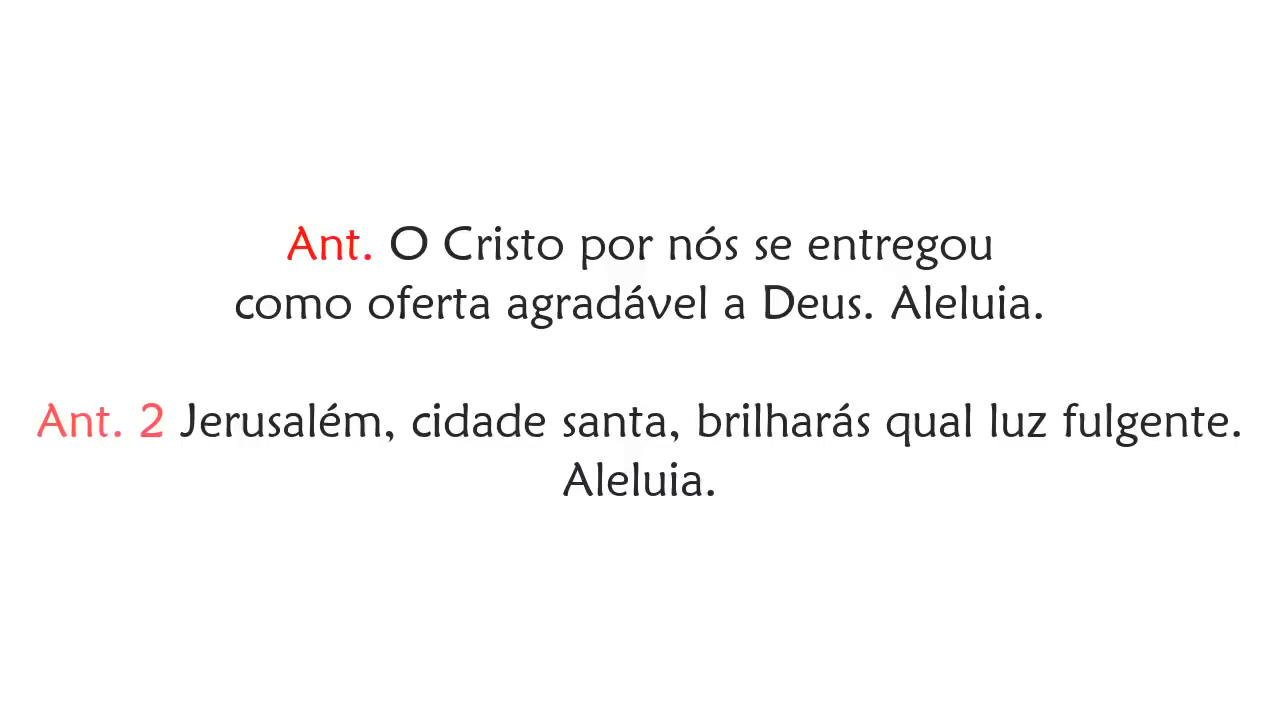 Ant. O Cristo por nós se entregou
como oferta agradável a Deus. Aleluia.
Ant. 2 Jerusalém, cidade santa, brilharás qual luz fulgente.
Aleluia.